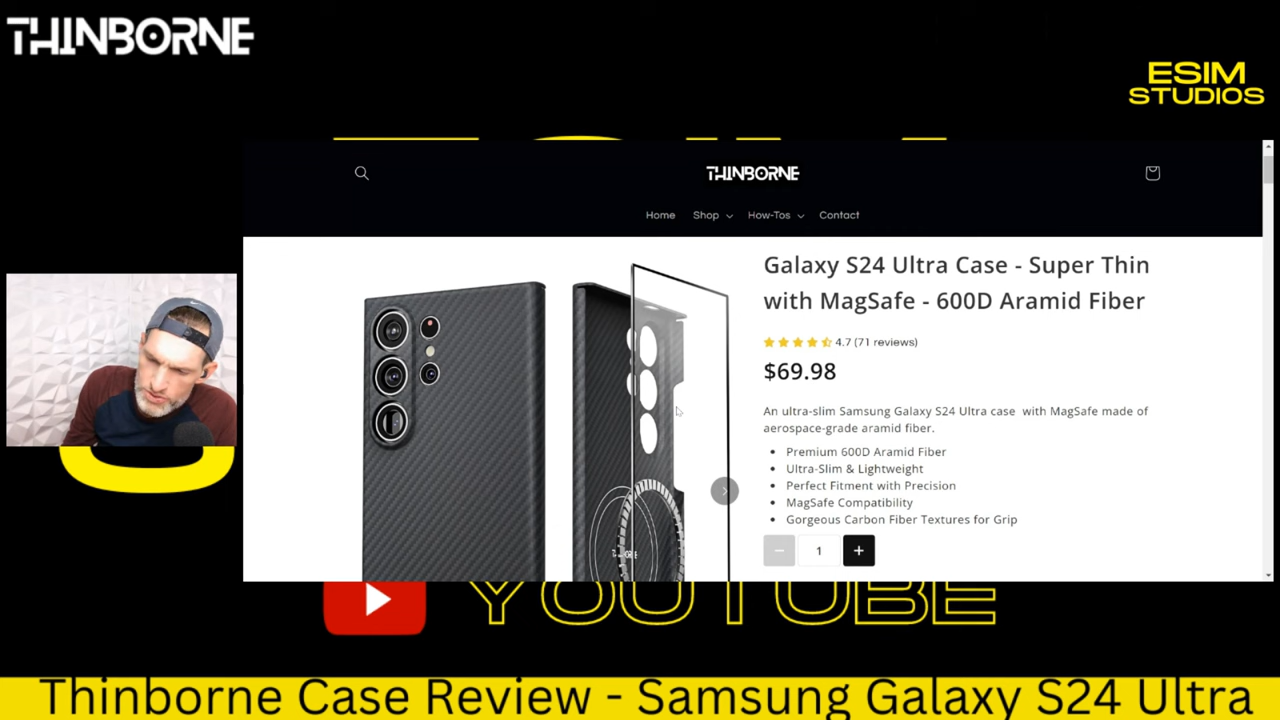 THINBORNE
ESIM
STUDIOS
THINBORNE
Home Shop How-Tos Contact
Galaxy S24 Ultra Case - Super Thin
with MagSafe - 600D Aramid Fiber
4.7 (71 reviews)
$69.98
An ultra-slim Samsung Galaxy S24 Ultra case with MagSafe made of
aerospace-grade aramid fiber.
• Premium 600D Aramid Fiber
• Ultra-Slim & Lightweight
• Perfect Fitment with Precision
• MagSafe Compatibility
• Gorgeous Carbon Fiber Textures for Grip
1
YOUTUBE
Thinborne Case Review - Samsung Galaxy S24 Ultra